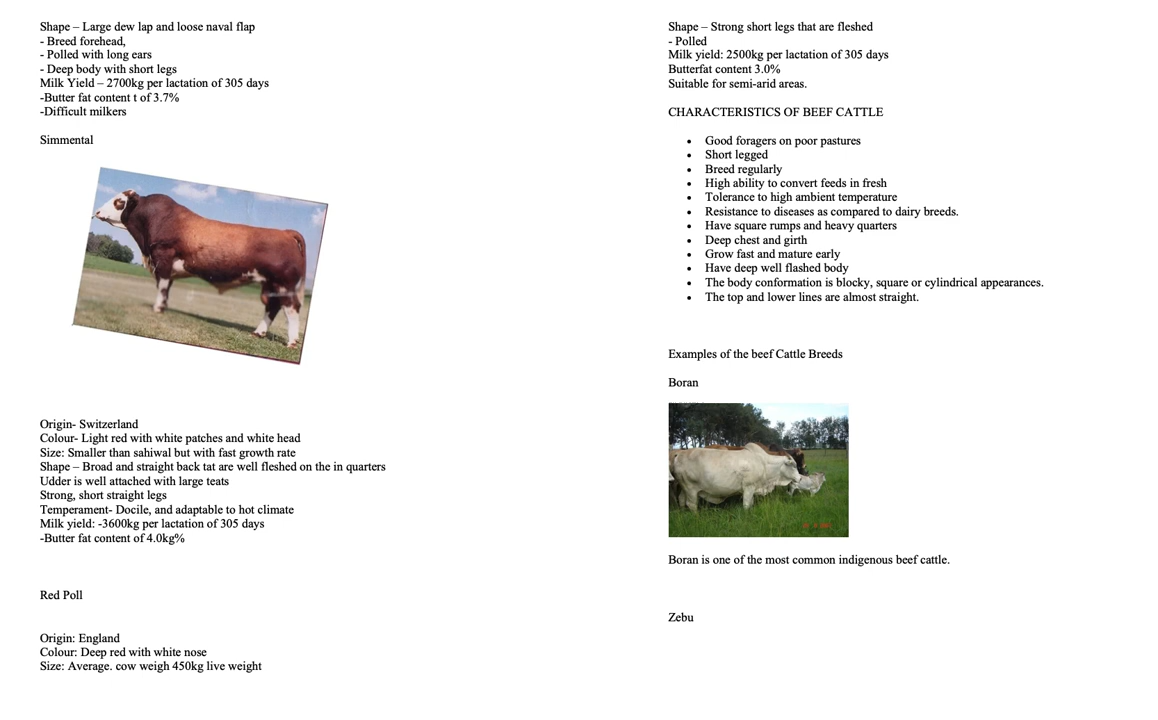 Shape – Large dew lap and loose naval flap
- Breed forehead,
- Polled with long ears
- Deep body with short legs
Milk Yield – 2700kg per lactation of 305 days
-Butter fat content t of 3.7%
-Difficult milkers
Simmental
Origin- Switzerland
Colour- Light red with white patches and white head
Size: Smaller than sahiwal but with fast growth rate
Shape – Broad and straight back tat are well fleshed on the in quarters
Udder is well attached with large teats
Strong, short straight legs
Temperament- Docile, and adaptable to hot climate
Milk yield: -3600kg per lactation of 305 days
-Butter fat content of 4.0kg%
Red Poll
Origin: England
Colour: Deep red with white nose
Size: Average. cow weigh 450kg live weight
Shape – Strong short legs that are fleshed
- Polled
Milk yield: 2500kg per lactation of 305 days
Butterfat content 3.0%
Suitable for semi-arid areas.
CHARACTERISTICS OF BEEF CATTLE
• Good foragers on poor pastures
• Short legged
• Breed regularly
• High ability to convert feeds in fresh
• Tolerance to high ambient temperature
• Resistance to diseases as compared to dairy breeds.
• Have square rumps and heavy quarters
• Deep chest and girth
• Grow fast and mature early
• Have deep well flashed body
• The body conformation is blocky, square or cylindrical appearances.
• The top and lower lines are almost straight.
Examples of the beef Cattle Breeds
Boran
Boran is one of the most common indigenous beef cattle.
Zebu